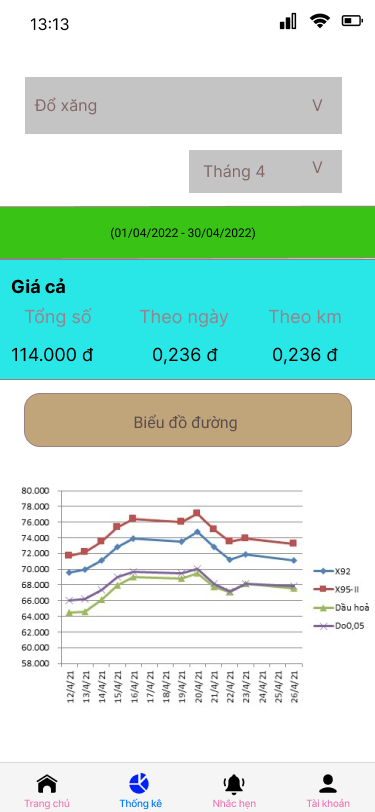 13:13
Đổ xăng V
Tháng 4 V
(01/04/2022 - 30/04/2022)
Giá cả
Tổng số Theo ngày Theo km
114.000 đ 0,236 đ 0,236 đ
Biểu đồ đường
80.000
78.000
76.000
74.000
72.000
70.000
68.000
66.000
64.000
62.000
60.000
58.000
12/4/21 13/4/21 14/4/21 15/4/21 16/4/21 17/4/21 18/4/21 19/4/21 20/4/21 21/4/21 22/4/21 23/4/21 24/4/21 25/4/21 26/4/21
X92
X95-II
Dầu hoả
Do0,05
Trang chủ Thống kê Nhắc hẹn Tài khoản